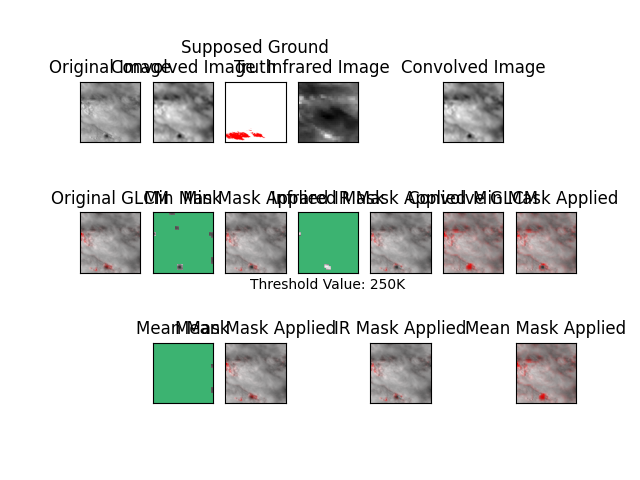 Supposed Ground
Truth
Original Image
Convolved Image
Infrared Image
Convolved Image
Original GLCM
Min Mask
Min Mask Applied
Infrared Mask
IR Mask Applied
Convolved GLCM
Min Mask Applied
Threshold Value: 250K
Mean Mask
Mean Mask Applied
IR Mask Applied
Mean Mask Applied